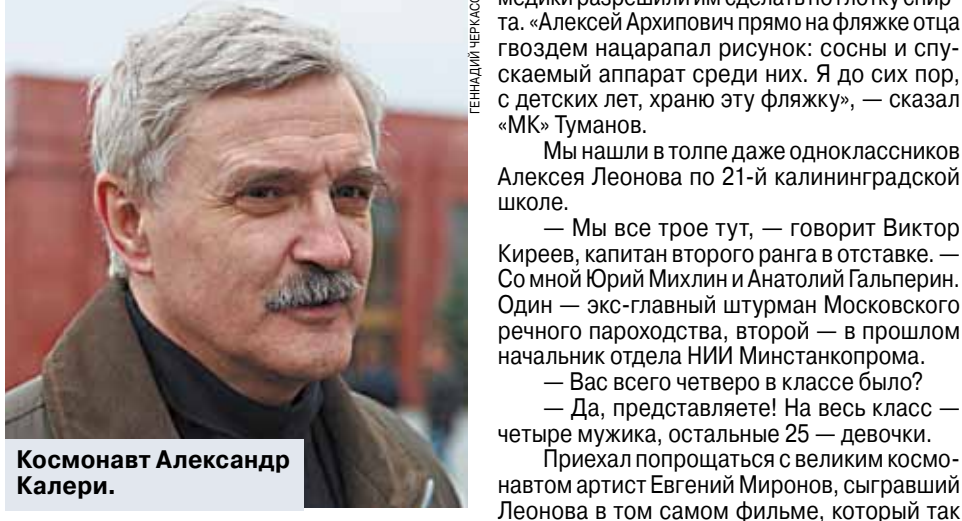 ГЕННАДИЙ ЧЕРКАСО
Космонавт Александр
Калери.
медики разрешили им сделать по глотку спир-
та. «Алексей Архипович прямо на фляжке отца
гвоздем нацарапал рисунок: сосны и спу-
скаемый аппарат среди них. Я до сих пор,
с детских лет, храню эту фляжку», — сказал
«МК» Туманов.
Мы нашли в толпе даже одноклассников
Алексея Леонова по 21-й калининградской
школе.
— Мы все трое тут, — говорит Виктор
Киреев, капитан второго ранга в отставке. —
Со мной Юрий Михлин и Анатолий Гальперин.
Один — экс-главный штурман Московского
речного пароходства, второй — в прошлом
начальник отдела НИИ Минстанкопрома.
— Вас всего четверо в классе было?
— Да, представляете! На весь класс —
четыре мужика, остальные 25 — девочки.
Приехал попрощаться с великим космо-
навтом артист Евгений Миронов, сыгравший
Леонова в том самом фильме, который так